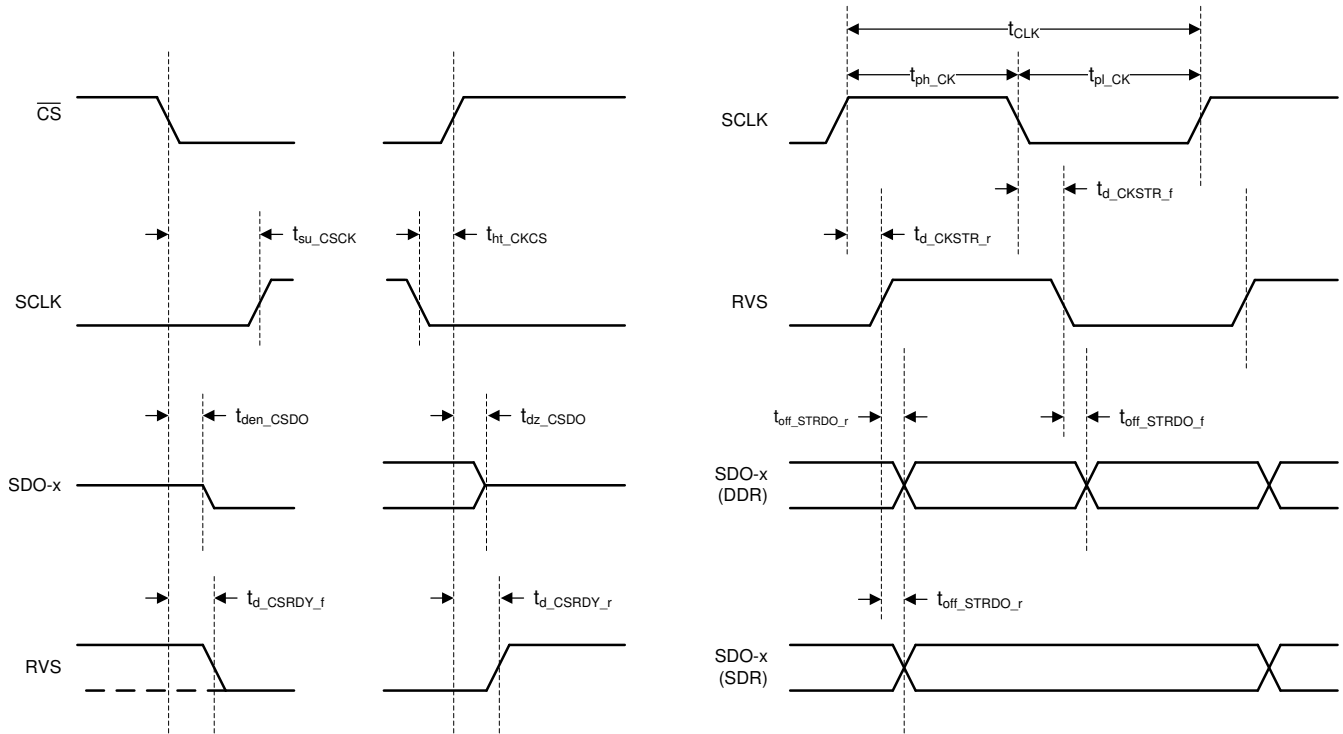 CS
SCLK
SDO-x
RVS
t_su_CSCK
t_ht_CKCS
t_den_CSDO
t_dz_CSDO
t_d_CSRDY_f
t_d_CSRDY_r
t_CLK
t_ph_CK
t_pl_CK
SCLK
t_d_CKSTR_f
t_d_CKSTR_r
RVS
t_off_STRDO_r
t_off_STRDO_f
SDO-x
(DDR)
t_off_STRDO_r
SDO-x
(SDR)